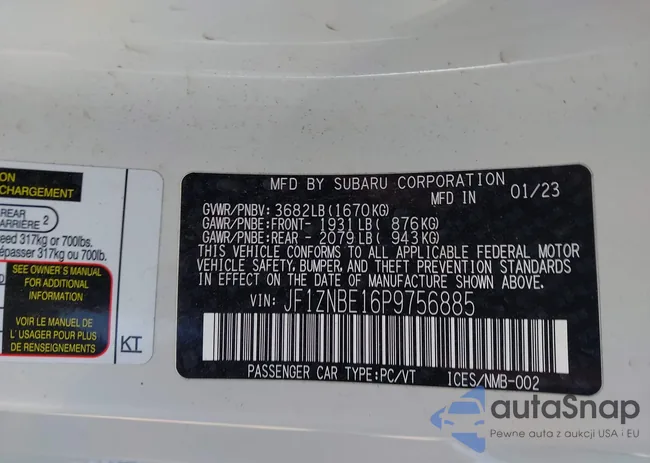 ON
CHARGEMENT
REAR
ARRIÈRE 2
eed 317kg or 700lbs.
épasser 317kg ou 700lb.
SEE OWNER'S MANUAL
FOR ADDITIONAL
INFORMATION
VOIR LE MANUEL DE
L'USAGER POUR PLUS
DE RENSEIGNEMENTS
KT
MFD BY SUBARU CORPORATION
MFD IN 01/23
GVWR/PNBV: 3682LB(1670KG)
GAWR/PNBE:FRONT- 1931LB( 876KG)
GAWR/PNBE:REAR - 2079LB( 943KG)
THIS VEHICLE CONFORMS TO ALL APPLICABLE FEDERAL MOTOR
VEHICLE SAFETY, BUMPER, AND THEFT PREVENTION STANDARDS
IN EFFECT ON THE DATE OF MANUFACTURE SHOWN ABOVE.
VIN: JF1ZNBE16P9756885
PASSENGER CAR TYPE:PC/VT ICES/NMB-002
autaSnap
Pewne auta z aukcji USA i EU